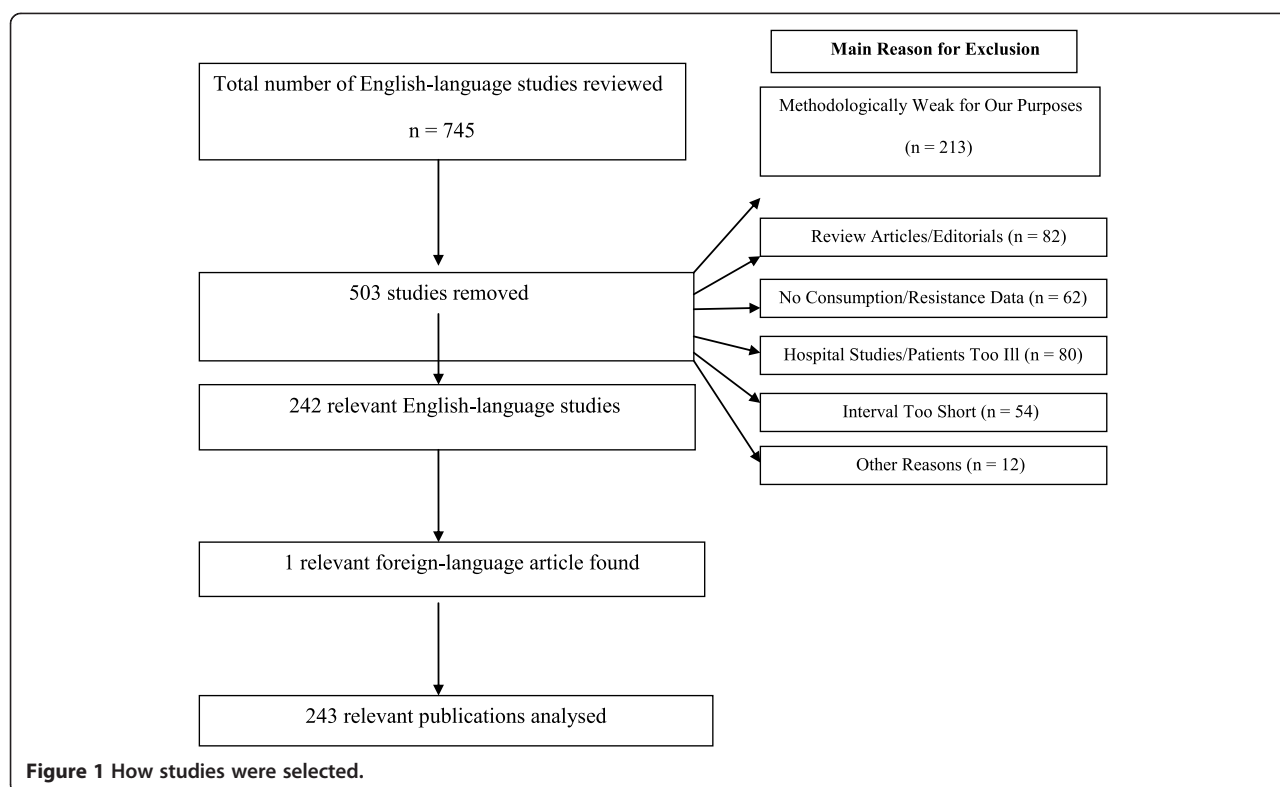 Total number of English-language studies reviewed
n = 745
503 studies removed
242 relevant English-language studies
1 relevant foreign-language article found
243 relevant publications analysed
Main Reason for Exclusion
Methodologically Weak for Our Purposes
(n = 213)
Review Articles/Editorials (n = 82)
No Consumption/Resistance Data (n = 62)
Hospital Studies/Patients Too Ill (n = 80)
Interval Too Short (n = 54)
Other Reasons (n = 12)
Figure 1 How studies were selected.